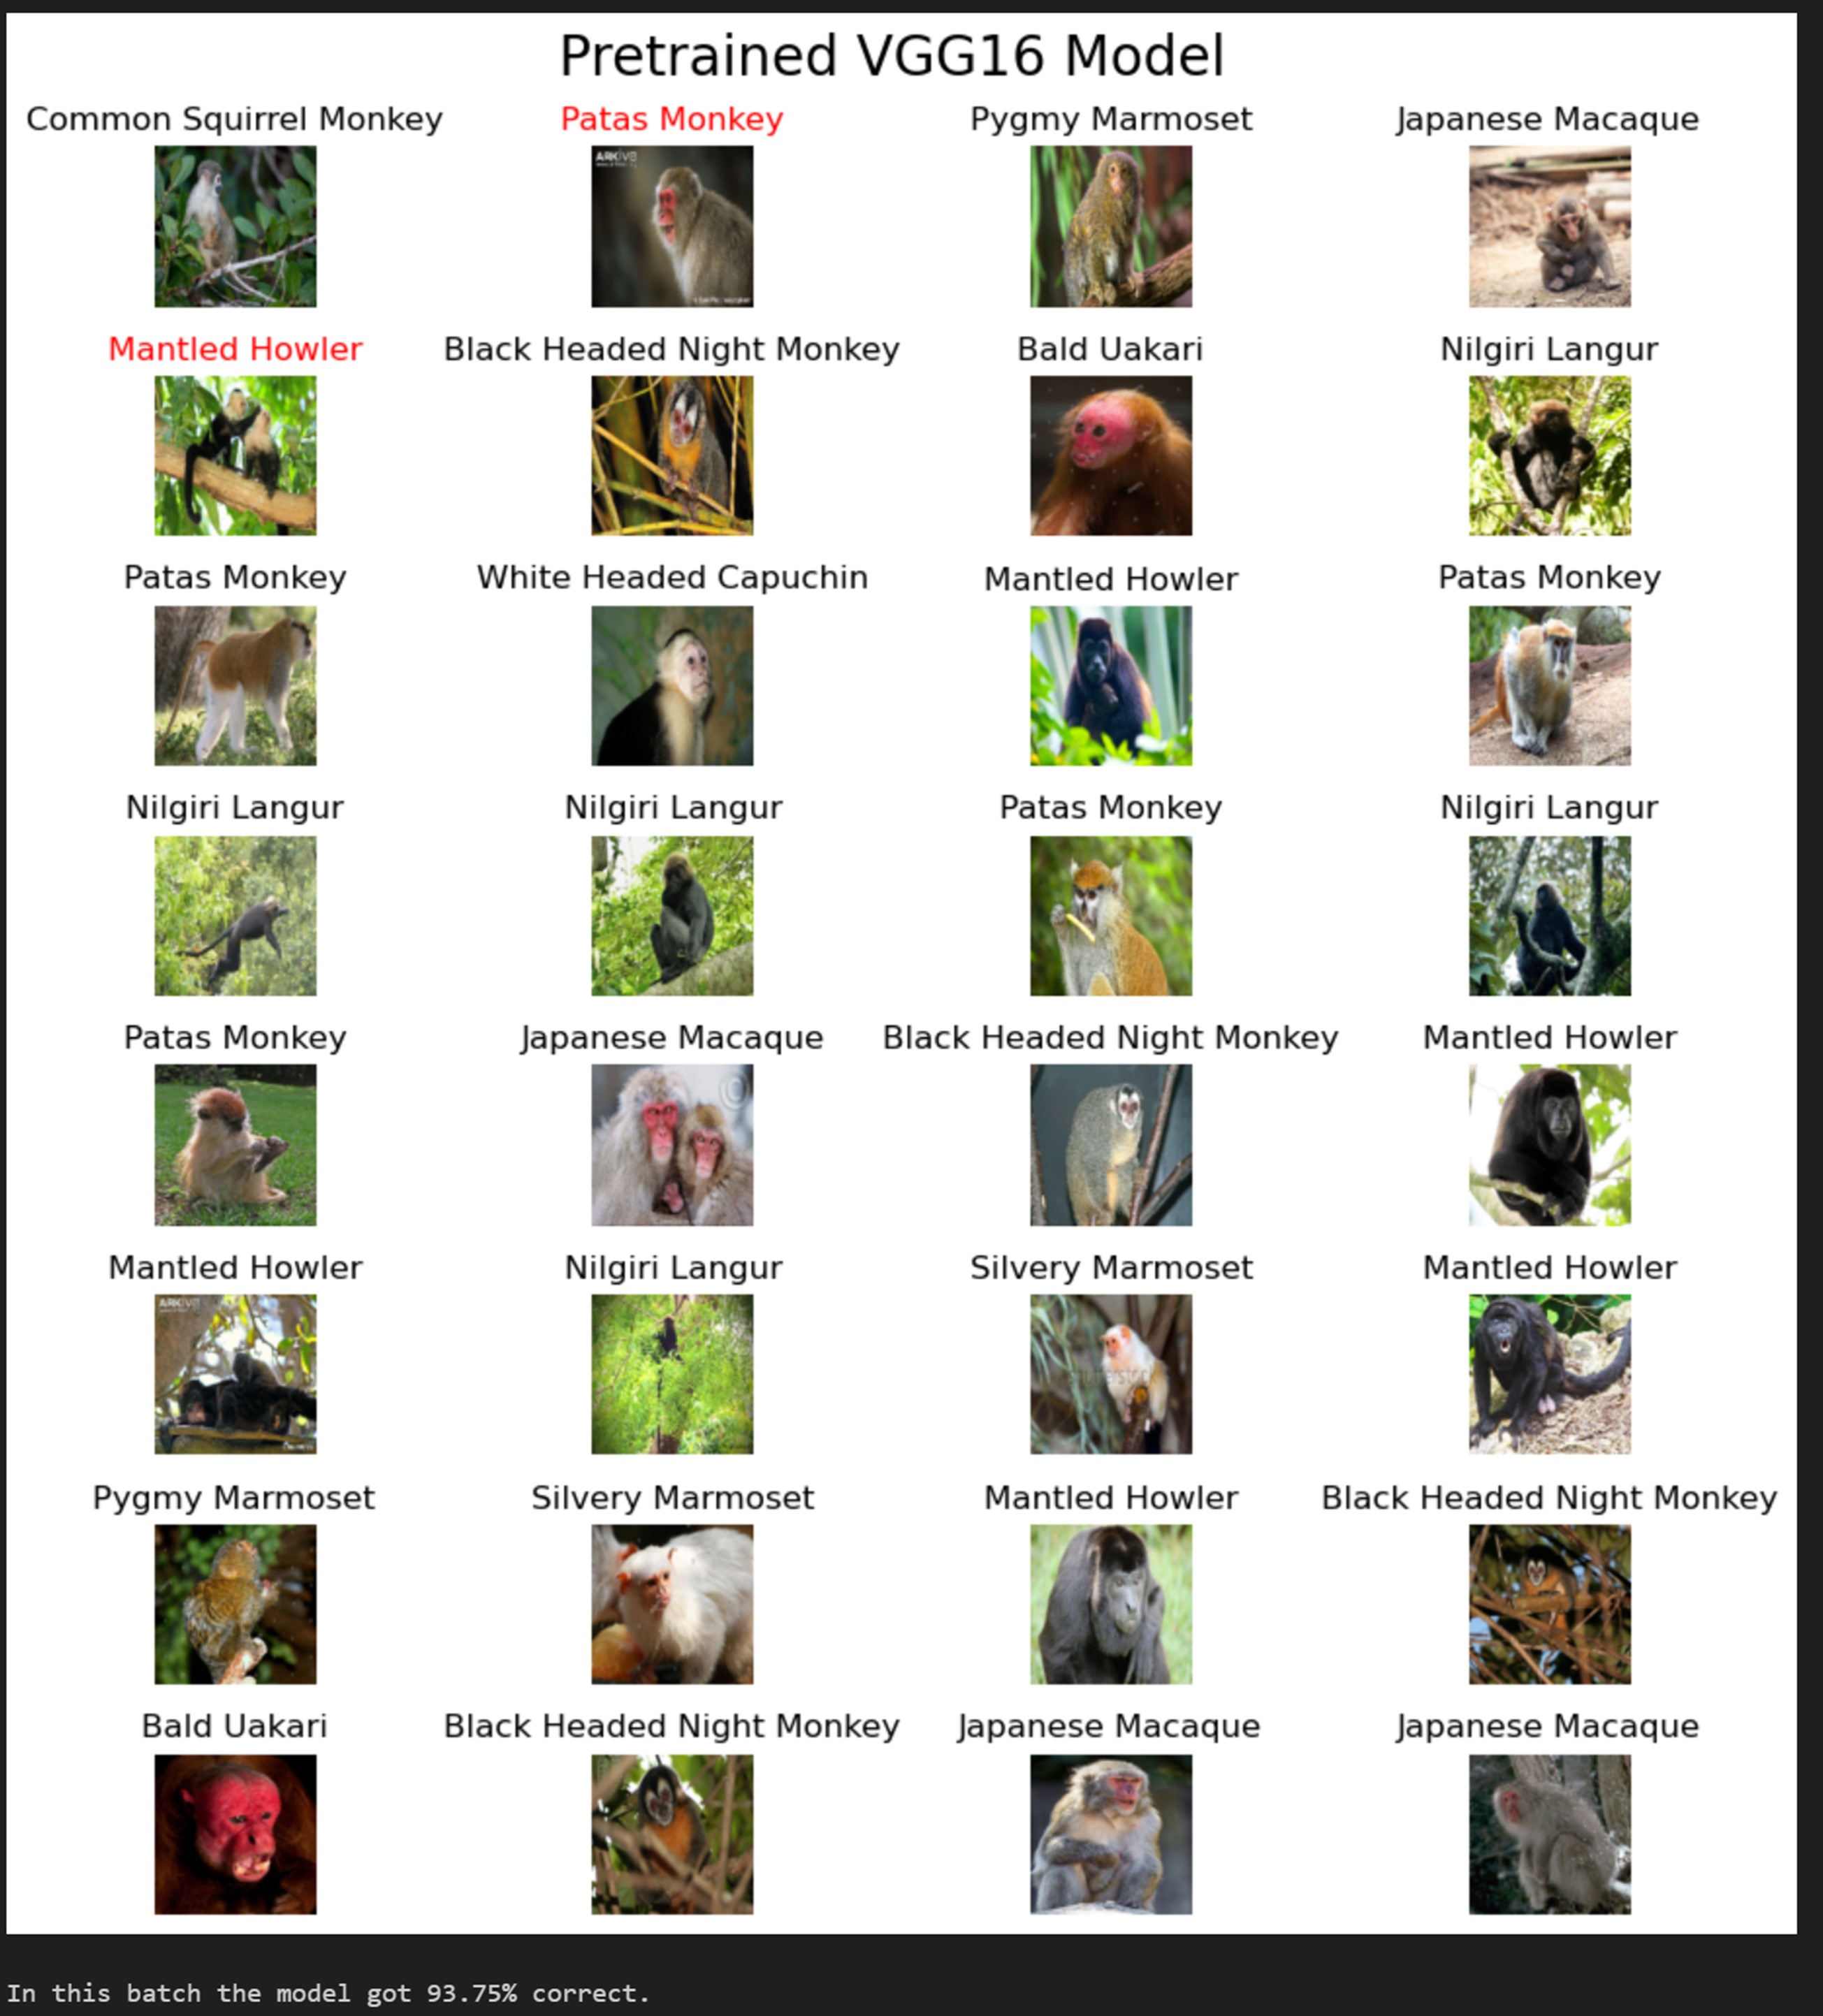 Pretrained VGG16 Model
Common Squirrel Monkey Patas Monkey Pygmy Marmoset Japanese Macaque
ARKIVE
Mantled Howler Black Headed Night Monkey Bald Uakari Nilgiri Langur
Patas Monkey White Headed Capuchin Mantled Howler Patas Monkey
Nilgiri Langur Nilgiri Langur Patas Monkey Nilgiri Langur
Patas Monkey Japanese Macaque Black Headed Night Monkey Mantled Howler
©
Mantled Howler Nilgiri Langur Silvery Marmoset Mantled Howler
ARKIVE
Pygmy Marmoset Silvery Marmoset Mantled Howler Black Headed Night Monkey
Bald Uakari Black Headed Night Monkey Japanese Macaque Japanese Macaque
In this batch the model got 93.75% correct.